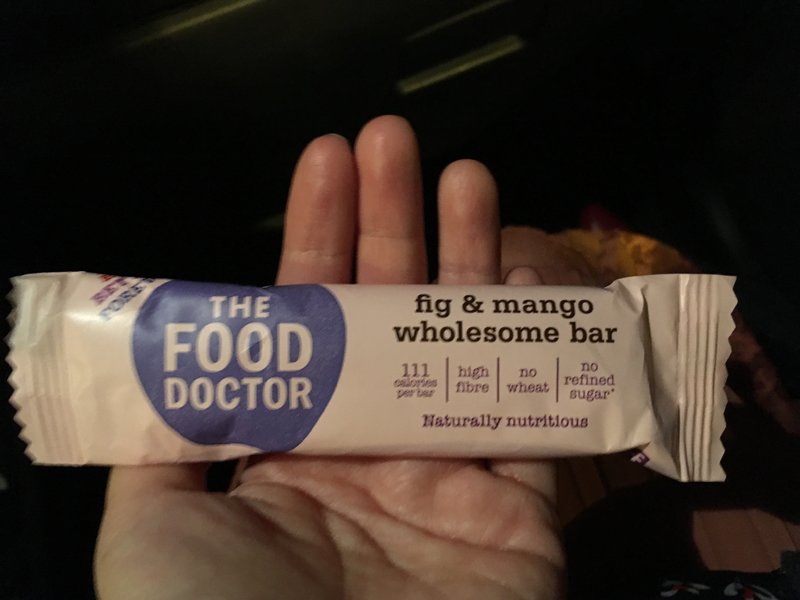 THE
FOOD
DOCTOR
fig & mango
wholesome bar
111
calories
per bar
high
fibre
no
wheat
no
refined
sugar*
Naturally nutritious